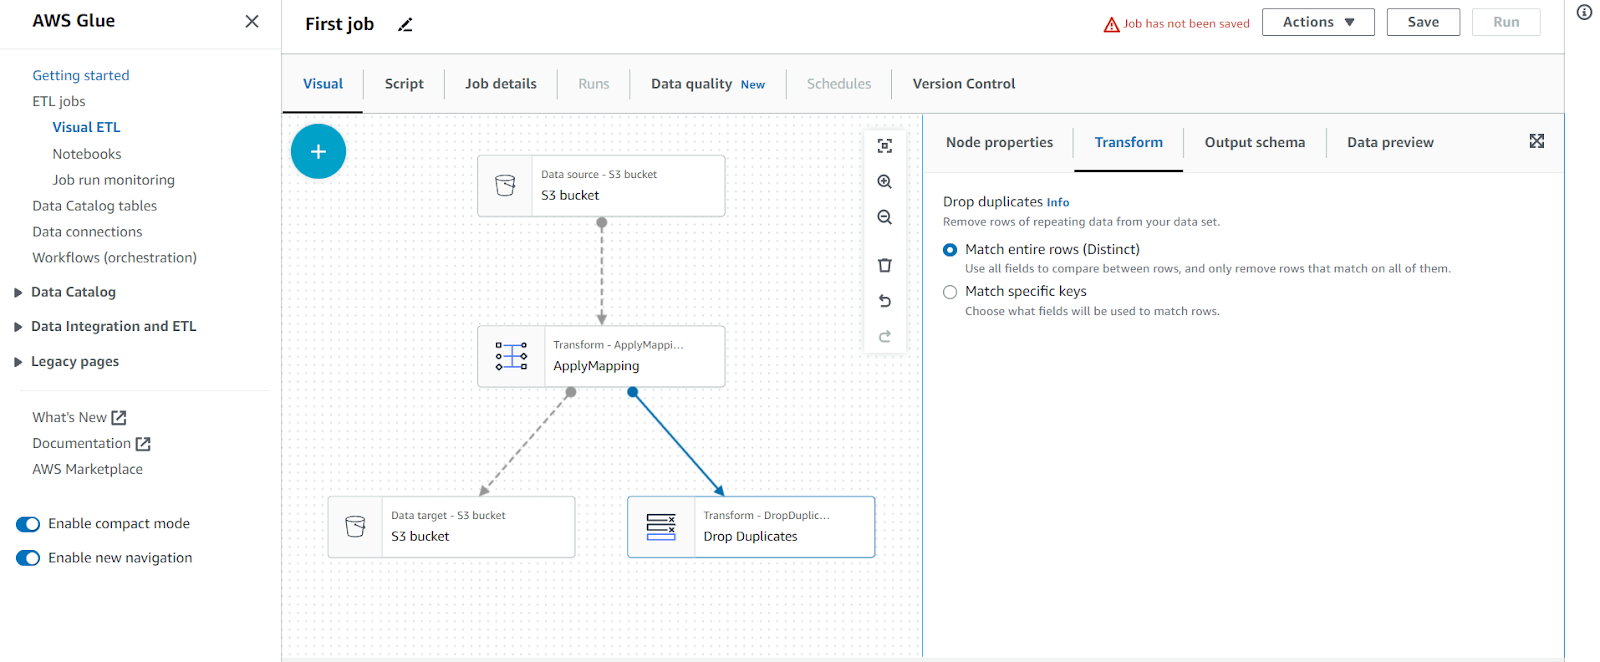 AWS Glue
Getting started
ETL jobs
Visual ETL
Notebooks
Job run monitoring
Data Catalog tables
Data connections
Workflows (orchestration)
Data Catalog
Data Integration and ETL
Legacy pages
What's New
Documentation
AWS Marketplace
Enable compact mode
Enable new navigation
First job
Job has not been saved
Actions
Save
Run
Visual
Script
Job details
Runs
Data quality New
Schedules
Version Control
Data source - S3 bucket
S3 bucket
Transform - ApplyMappi...
ApplyMapping
Data target - S3 bucket
S3 bucket
Transform - DropDuplic...
Drop Duplicates
Node properties
Transform
Output schema
Data preview
Drop duplicates Info
Remove rows of repeating data from your data set.
Match entire rows (Distinct)
Use all fields to compare between rows, and only remove rows that match on all of them.
Match specific keys
Choose what fields will be used to match rows.